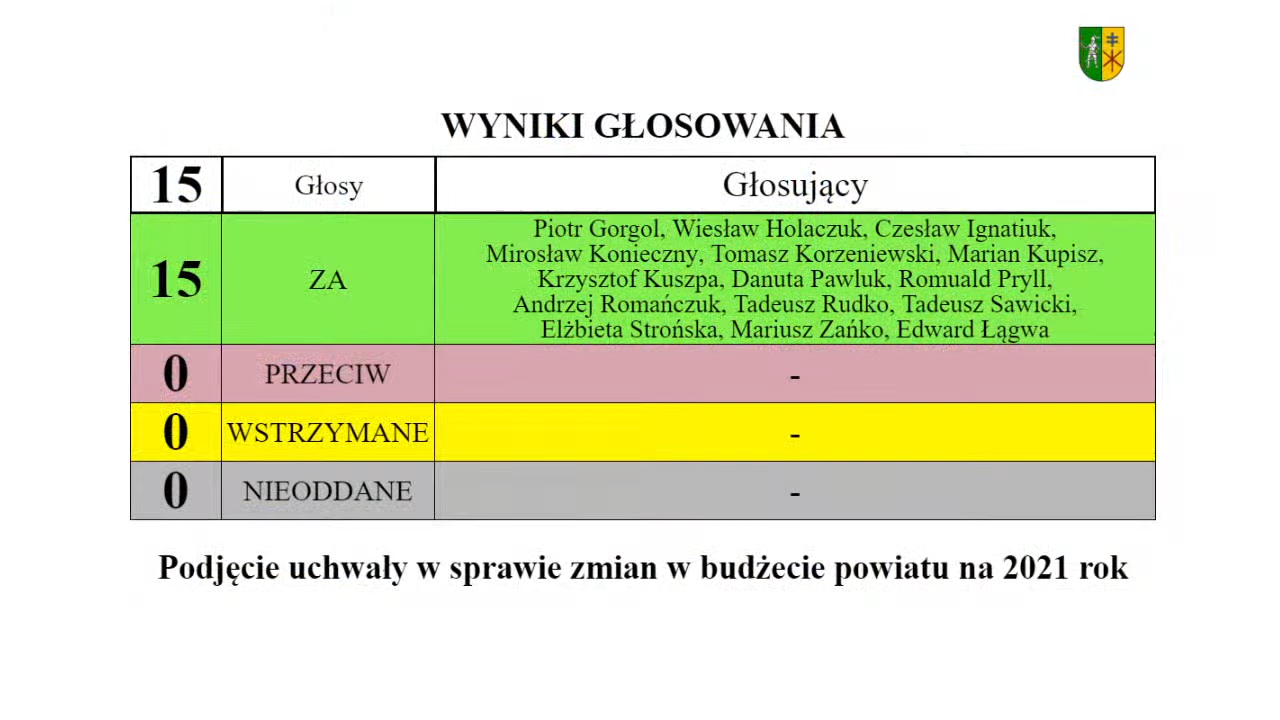 WYNIKI GŁOSOWANIA
15 Głosy Głosujący
15 ZA Piotr Gorgol, Wiesław Holaczuk, Czesław Ignatiuk,
Mirosław Konieczny, Tomasz Korzeniewski, Marian Kupisz,
Krzysztof Kuszpa, Danuta Pawluk, Romuald Pryll,
Andrzej Romańczuk, Tadeusz Rudko, Tadeusz Sawicki,
Elżbieta Strońska, Mariusz Zańko, Edward Łągwa
0 PRZECIW -
0 WSTRZYMANE -
0 NIEODDANE -
Podjęcie uchwały w sprawie zmian w budżecie powiatu na 2021 rok